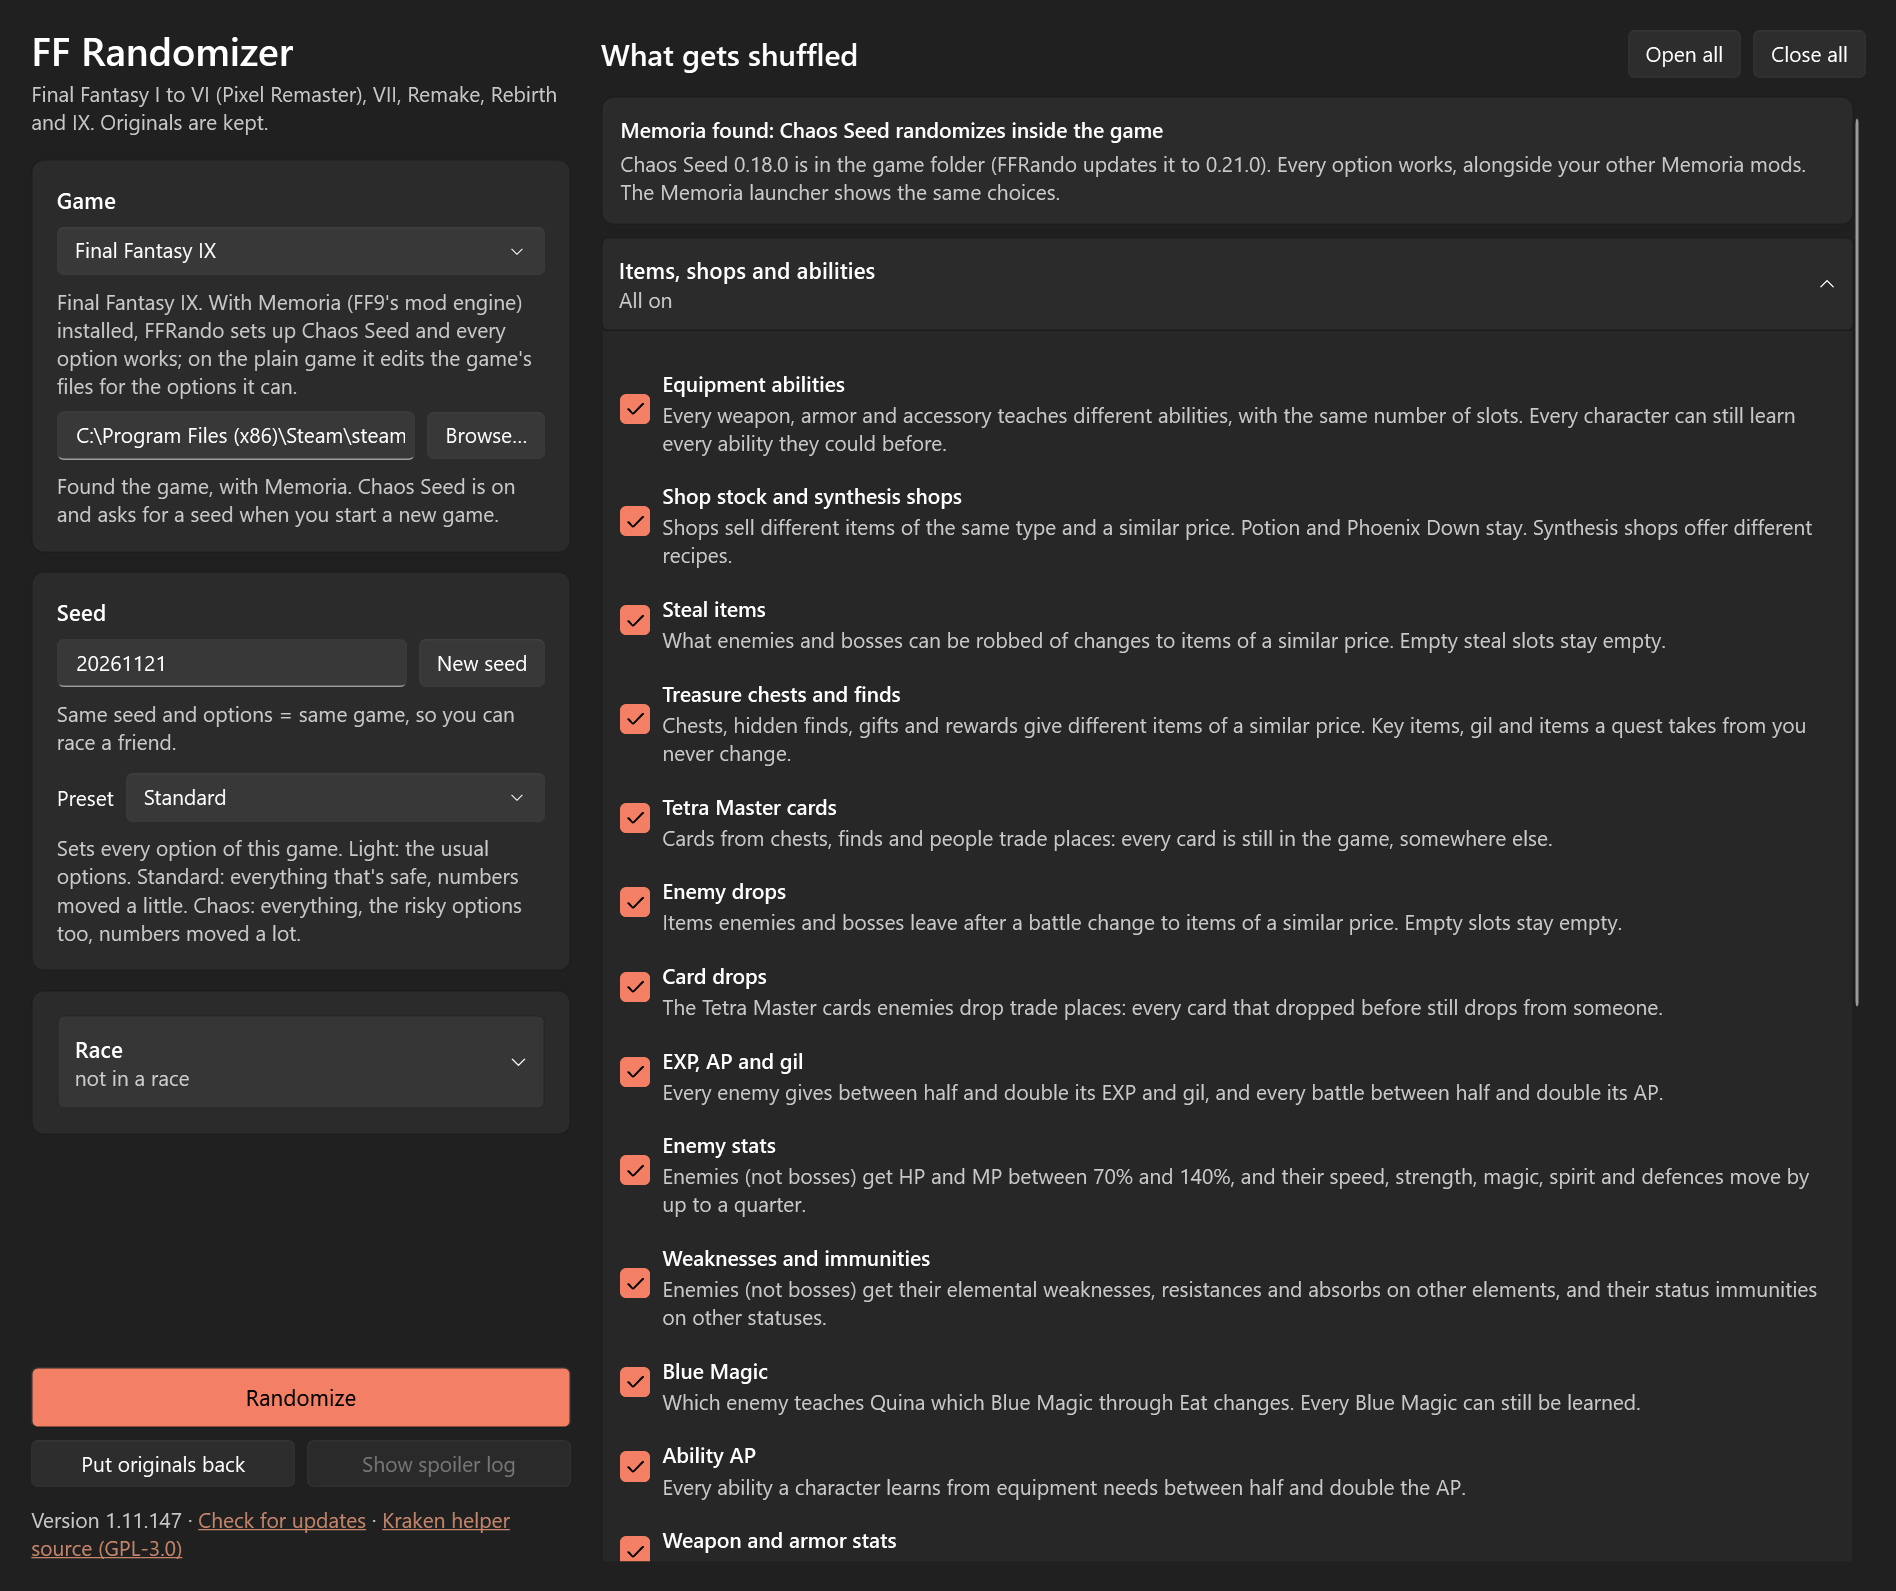 FF Randomizer
Final Fantasy I to VI (Pixel Remaster), VII, Remake, Rebirth
and IX. Originals are kept.
Game
Final Fantasy IX
Final Fantasy IX. With Memoria (FF9's mod engine)
installed, FFRando sets up Chaos Seed and every
option works; on the plain game it edits the game's
files for the options it can.
C:\Program Files (x86)\Steam\steam
Browse...
Found the game, with Memoria. Chaos Seed is on
and asks for a seed when you start a new game.
Seed
20261121
New seed
Same seed and options = same game, so you can
race a friend.
Preset
Standard
Sets every option of this game. Light: the usual
options. Standard: everything that's safe, numbers
moved a little. Chaos: everything, the risky options
too, numbers moved a lot.
Race
not in a race
Randomize
Put originals back
Show spoiler log
Version 1.11.147 · Check for updates · Kraken helper
source (GPL-3.0)
What gets shuffled
Open all
Close all
Memoria found: Chaos Seed randomizes inside the game
Chaos Seed 0.18.0 is in the game folder (FFRando updates it to 0.21.0). Every option works, alongside your other Memoria mods.
The Memoria launcher shows the same choices.
Items, shops and abilities
All on
Equipment abilities
Every weapon, armor and accessory teaches different abilities, with the same number of slots. Every character can still learn
every ability they could before.
Shop stock and synthesis shops
Shops sell different items of the same type and a similar price. Potion and Phoenix Down stay. Synthesis shops offer different
recipes.
Steal items
What enemies and bosses can be robbed of changes to items of a similar price. Empty steal slots stay empty.
Treasure chests and finds
Chests, hidden finds, gifts and rewards give different items of a similar price. Key items, gil and items a quest takes from you
never change.
Tetra Master cards
Cards from chests, finds and people trade places: every card is still in the game, somewhere else.
Enemy drops
Items enemies and bosses leave after a battle change to items of a similar price. Empty slots stay empty.
Card drops
The Tetra Master cards enemies drop trade places: every card that dropped before still drops from someone.
EXP, AP and gil
Every enemy gives between half and double its EXP and gil, and every battle between half and double its AP.
Enemy stats
Enemies (not bosses) get HP and MP between 70% and 140%, and their speed, strength, magic, spirit and defences move by
up to a quarter.
Weaknesses and immunities
Enemies (not bosses) get their elemental weaknesses, resistances and absorbs on other elements, and their status immunities
on other statuses.
Blue Magic
Which enemy teaches Quina which Blue Magic through Eat changes. Every Blue Magic can still be learned.
Ability AP
Every ability a character learns from equipment needs between half and double the AP.
Weapon and armor stats